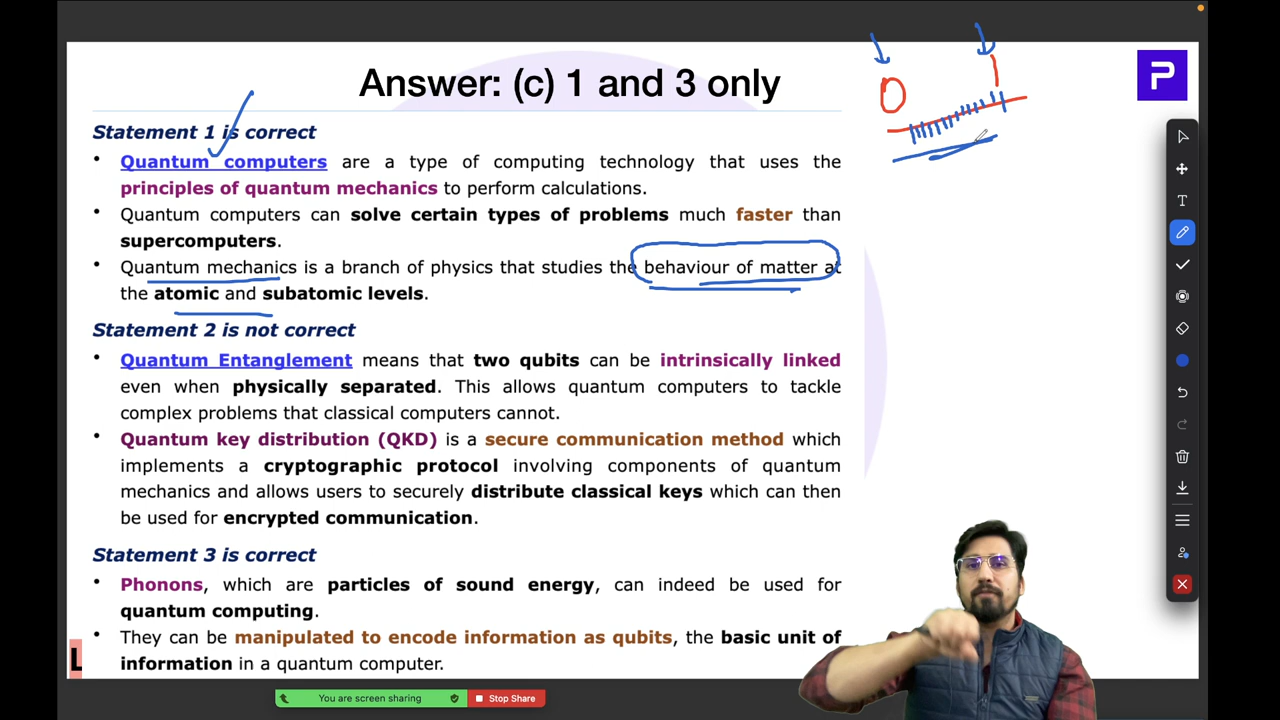 Answer: (c) 1 and 3 only
Statement 1 is correct
• Quantum computers are a type of computing technology that uses the
principles of quantum mechanics to perform calculations.
• Quantum computers can solve certain types of problems much faster than
supercomputers.
• Quantum mechanics is a branch of physics that studies the behaviour of matter at
the atomic and subatomic levels.
Statement 2 is not correct
• Quantum Entanglement means that two qubits can be intrinsically linked
even when physically separated. This allows quantum computers to tackle
complex problems that classical computers cannot.
• Quantum key distribution (QKD) is a secure communication method which
implements a cryptographic protocol involving components of quantum
mechanics and allows users to securely distribute classical keys which can then
be used for encrypted communication.
Statement 3 is correct
• Phonons, which are particles of sound energy, can indeed be used for
quantum computing.
• They can be manipulated to encode information as qubits, the basic unit of
information in a quantum computer.
L
You are screen sharing
Stop Share
0 1
P
T